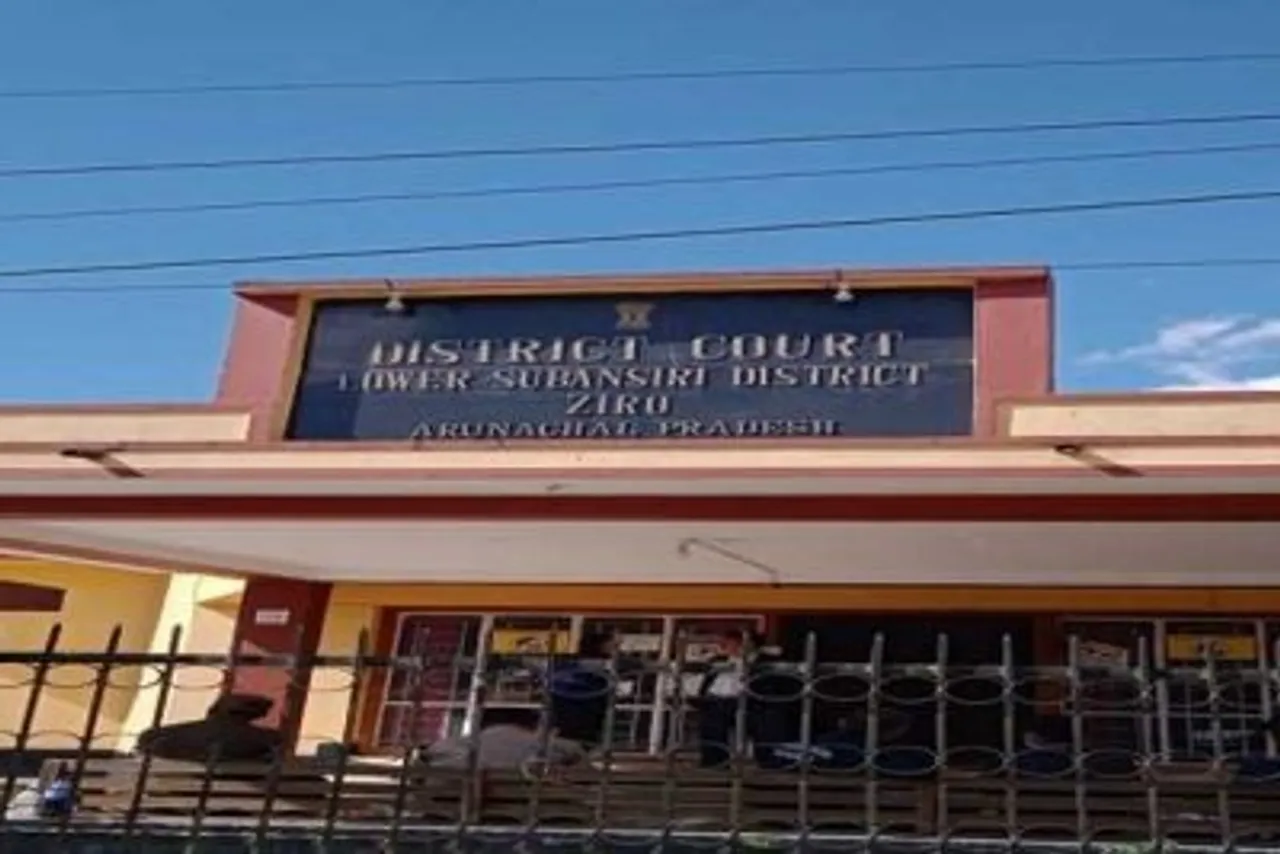 DISTRICT COURT
LOWER SUBANSIRI DISTRICT
ZIRO
ARUNACHAL PRADESH